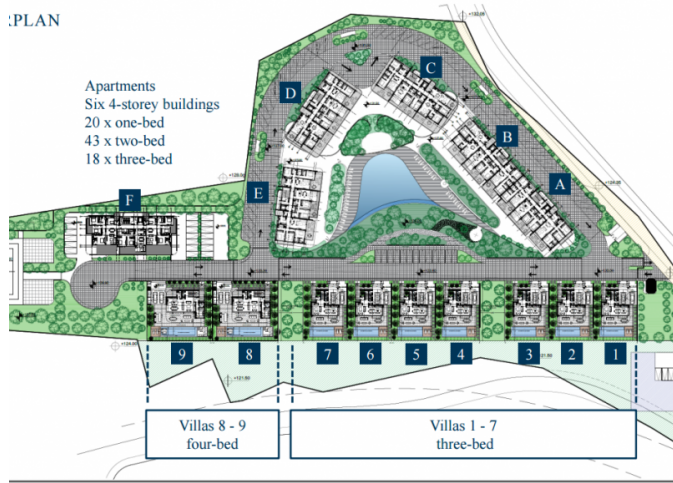 RPLAN
Apartments
Six 4-storey buildings
20 x one-bed
43 x two-bed
18 x three-bed
C
D
B
A
E
F
9
8
7
6
5
4
3
2
1
Villas 8 - 9
four-bed
Villas 1 - 7
three-bed